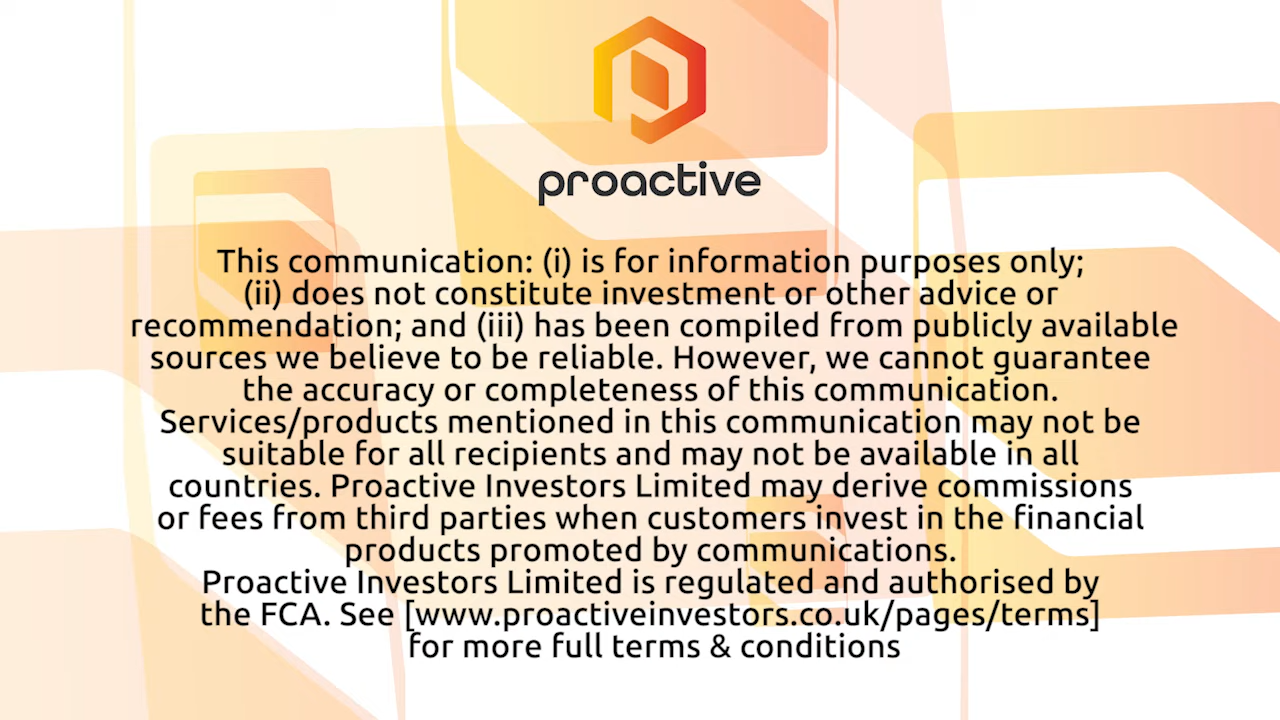 proactive
This communication: (i) is for information purposes only;
(ii) does not constitute investment or other advice or
recommendation; and (iii) has been compiled from publicly available
sources we believe to be reliable. However, we cannot guarantee
the accuracy or completeness of this communication.
Services/products mentioned in this communication may not be
suitable for all recipients and may not be available in all
countries. Proactive Investors Limited may derive commissions
or fees from third parties when customers invest in the financial
products promoted by communications.
Proactive Investors Limited is regulated and authorised by
the FCA. See [www.proactiveinvestors.co.uk/pages/terms]
for more full terms & conditions